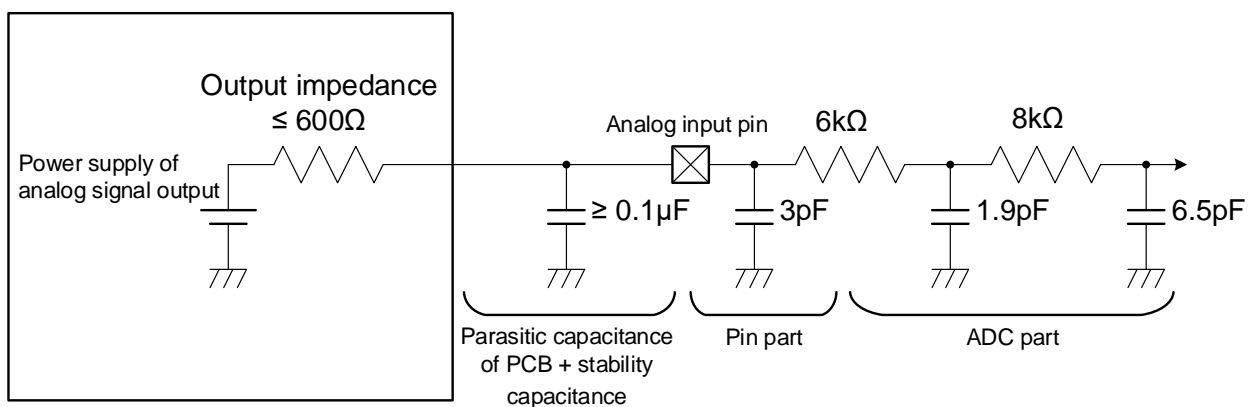 Output impedance
≤ 600Ω
Power supply of
analog signal output
Analog input pin
6kΩ
8kΩ
≥ 0.1µF
3pF
1.9pF
6.5pF
Parasitic capacitance
of PCB + stability
capacitance
Pin part
ADC part